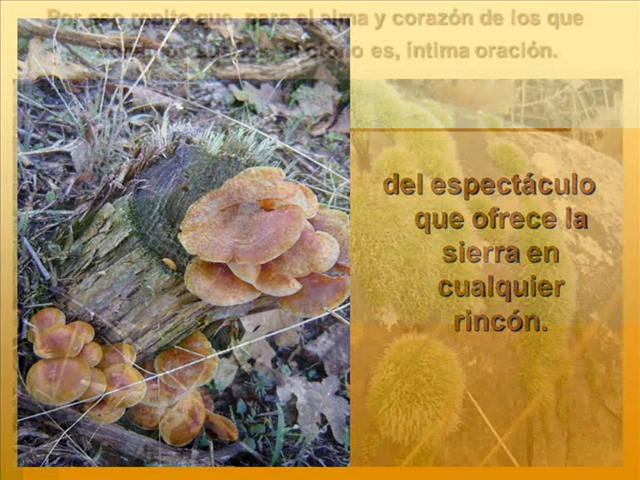 Por eso repito que, para el alma y corazón de los que
otoño es, íntima oración.
del espectáculo
que ofrece la
sierra en
cualquier
rincón.